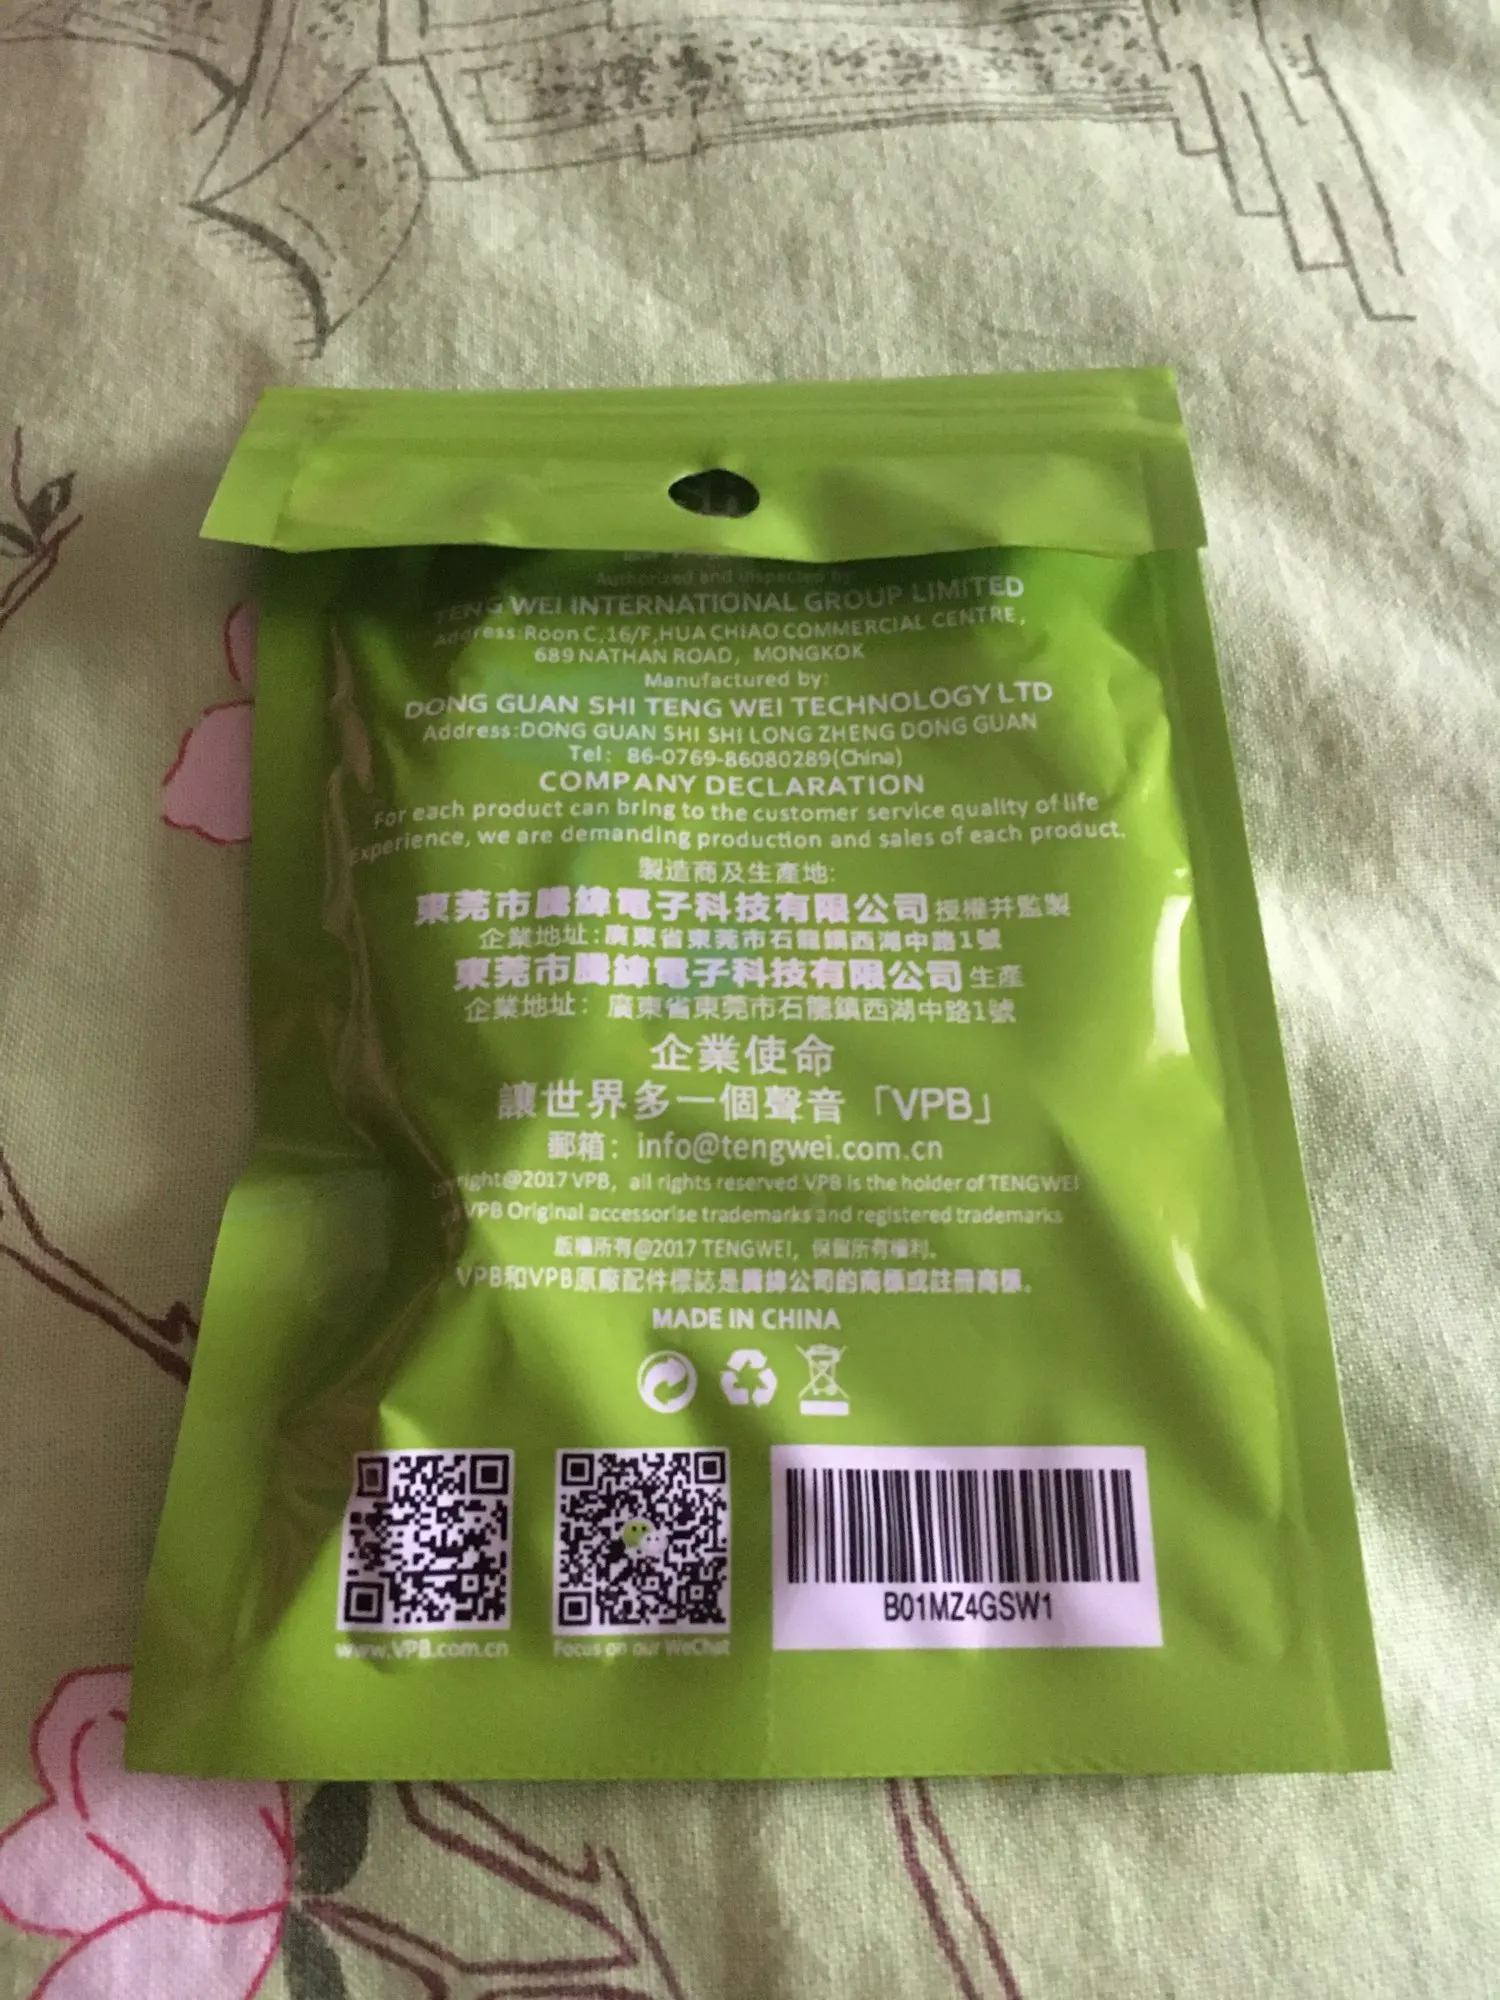 Authorized and inspected by:
TENG WEI INTERNATIONAL GROUP LIMITED
Address:Roon C,16/F,HUA CHIAO COMMERCIAL CENTRE,
689 NATHAN ROAD, MONGKOK
Manufactured by:
DONG GUAN SHI TENG WEI TECHNOLOGY LTD
Address:DONG GUAN SHI SHI LONG ZHENG DONG GUAN
Tel: 86-0769-86080289(China)
COMPANY DECLARATION
For each product can bring to the customer service quality of life
Experience, we are demanding production and sales of each product.
製造商及生產地:
東莞市騰緯電子科技有限公司授權并監製
企業地址:廣東省東莞市石龍鎮西湖中路1號
東莞市騰緯電子科技有限公司生產
企業地址: 廣東省東莞市石龍鎮西湖中路1號
企業使命
讓世界多一個聲音「VPB」
郵箱: info@tengwei.com.cn
Copyright@2017 VPB, all rights reserved VPB is the holder of TENGWEI
VPB Original accessorise trademarks and registered trademarks
版權所有@2017 TENGWEI, 保留所有權利。
VPB和VPB原廠配件標誌是騰緯公司的商標或註冊商標。
MADE IN CHINA
B01MZ4GSW1
www.VPB.com.cn
Focus on our WeChat